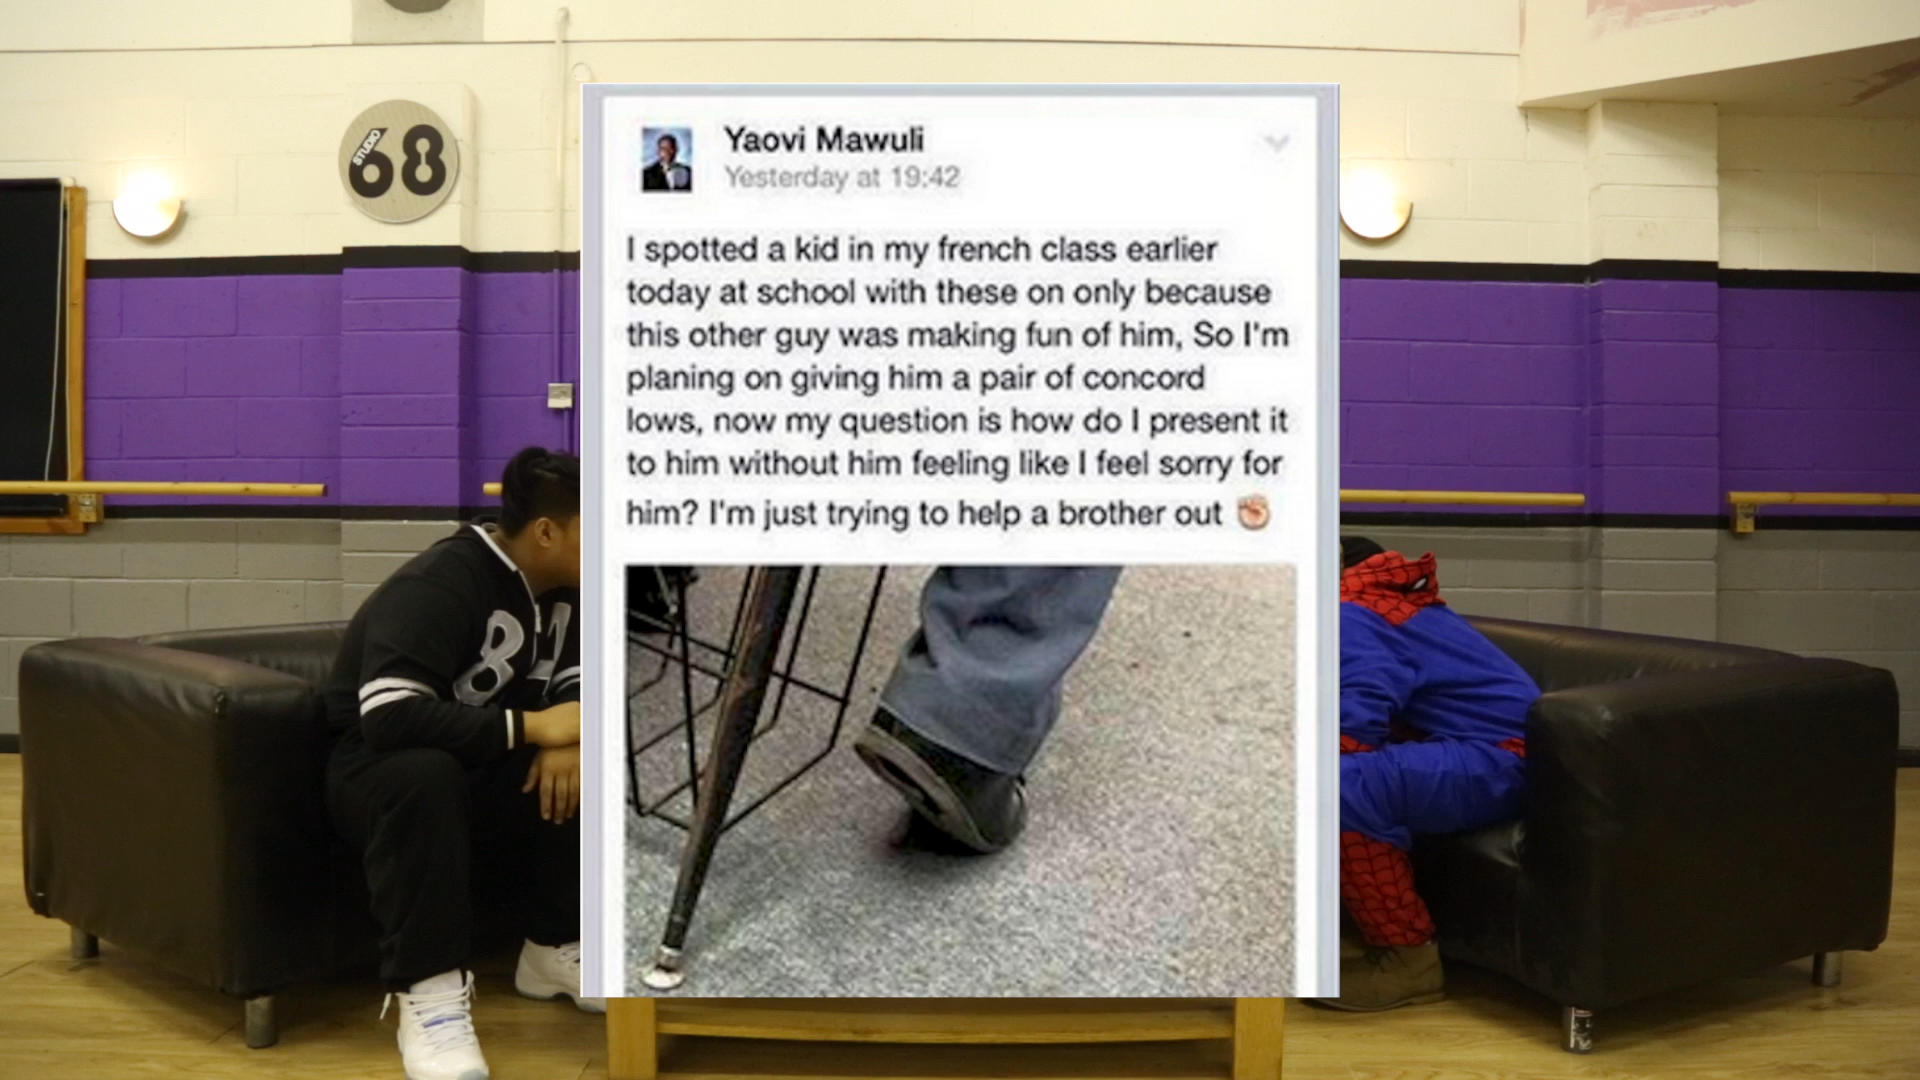 STUDIO
68
Yaovi Mawuli
Yesterday at 19:42
I spotted a kid in my french class earlier
today at school with these on only because
this other guy was making fun of him, So I'm
planing on giving him a pair of concord
lows, now my question is how do I present it
to him without him feeling like I feel sorry for
him? I'm just trying to help a brother out ✊
8